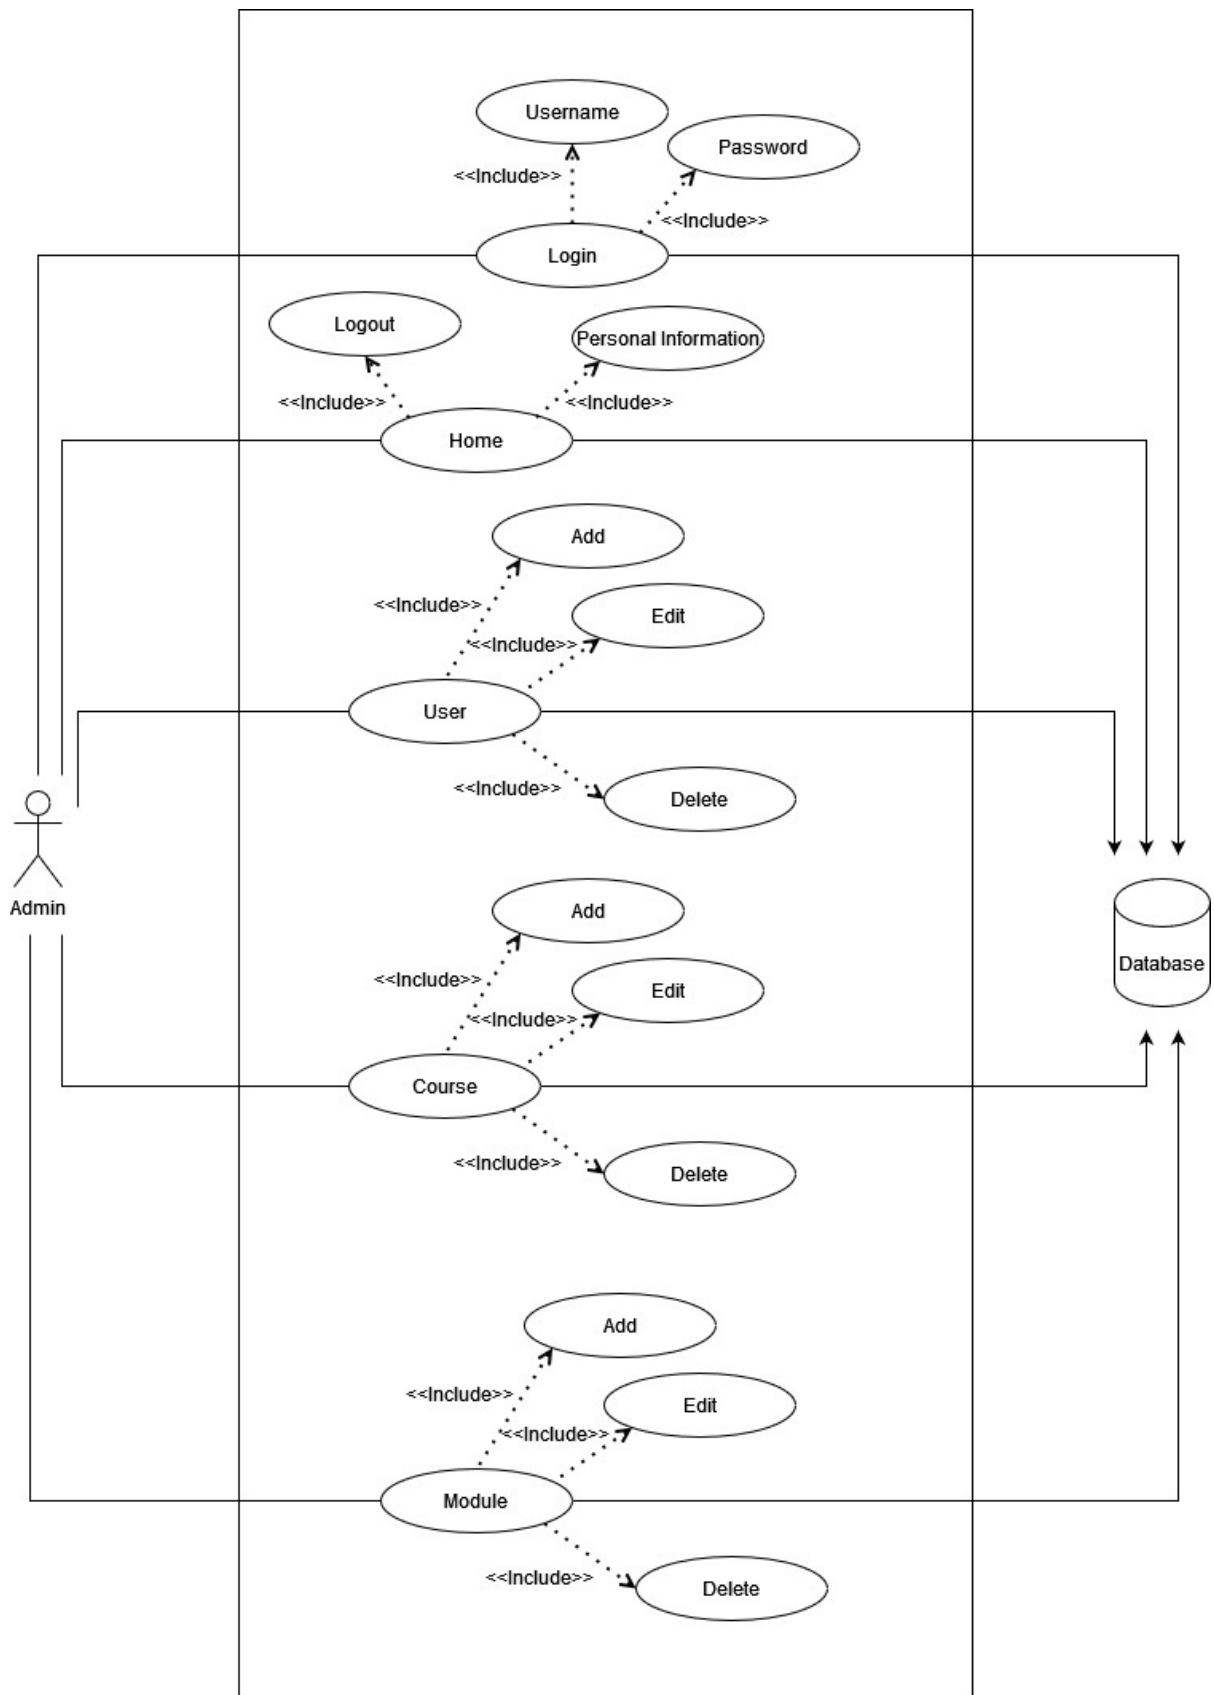 Username
Password
<<Include>>
<<Include>>
Login
Logout
Personal Information
<<Include>>
<<Include>>
Home
Add
<<Include>>
Edit
<<Include>>
User
<<Include>>
Delete
Admin
Add
Database
<<Include>>
Edit
<<Include>>
Course
<<Include>>
Delete
Add
<<Include>>
Edit
<<Include>>
Module
<<Include>>
Delete